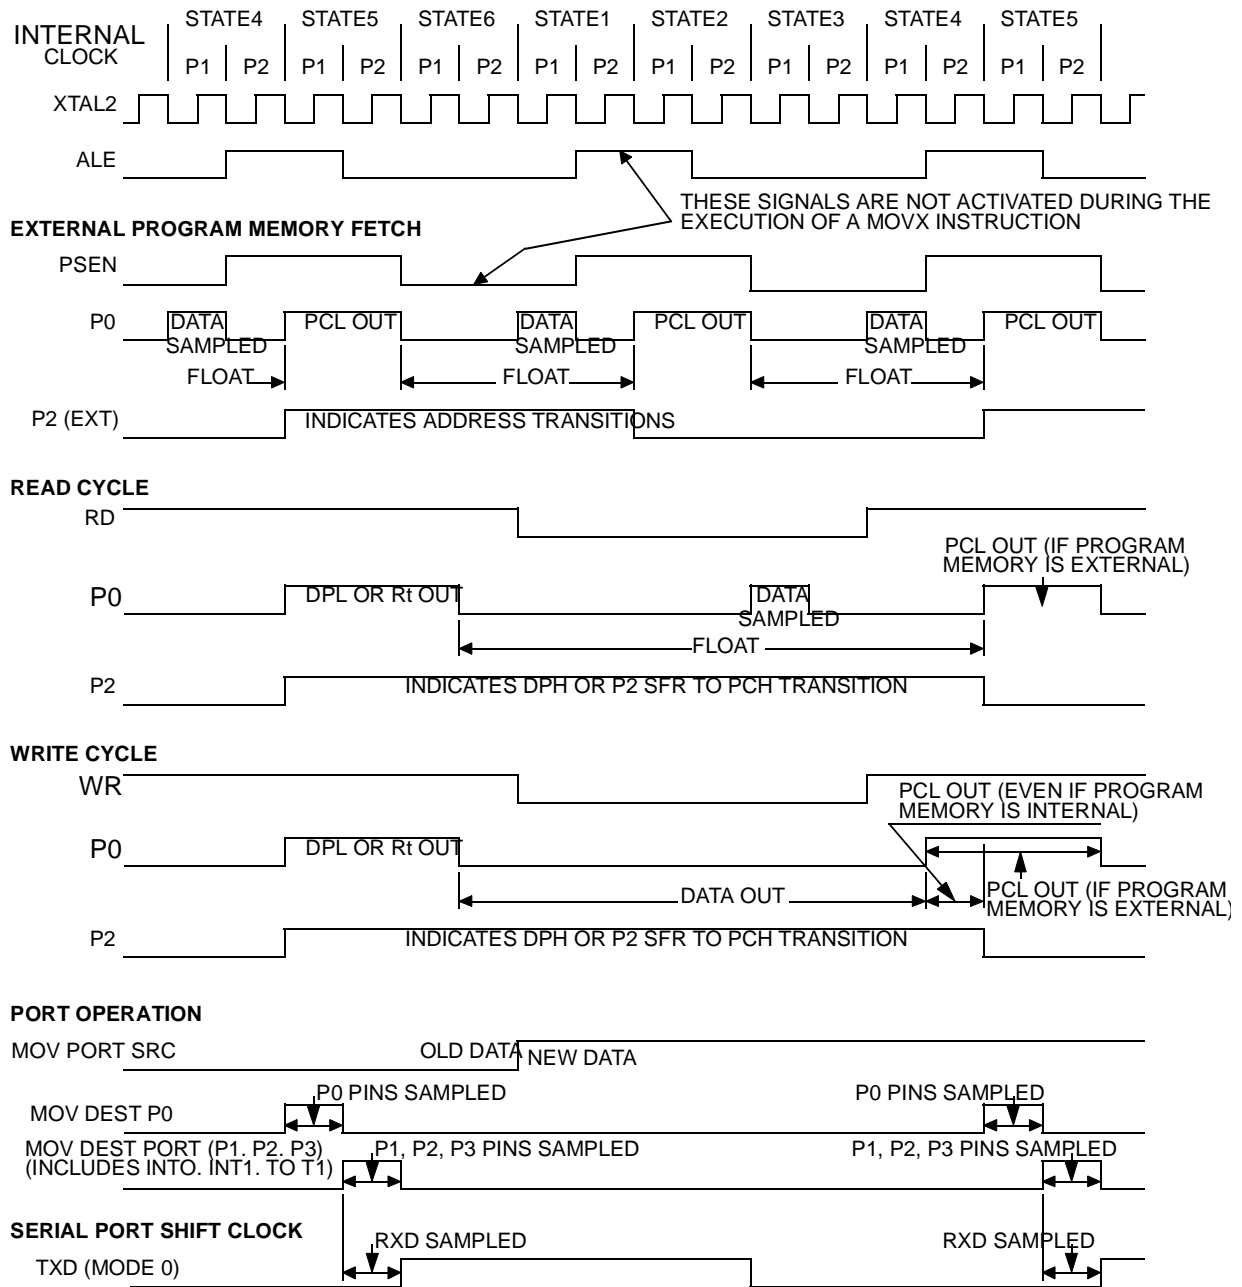 STATE4 STATE5 STATE6 STATE1 STATE2 STATE3 STATE4 STATE5
INTERNAL
CLOCK
P1 P2 P1 P2 P1 P2 P1 P2 P1 P2 P1 P2 P1 P2 P1 P2
XTAL2
ALE
THESE SIGNALS ARE NOT ACTIVATED DURING THE
EXECUTION OF A MOVX INSTRUCTION
EXTERNAL PROGRAM MEMORY FETCH
PSEN
P0 DATA PCL OUT DATA PCL OUT DATA PCL OUT
SAMPLED SAMPLED SAMPLED
FLOAT FLOAT FLOAT
P2 (EXT) INDICATES ADDRESS TRANSITIONS
READ CYCLE
RD
PCL OUT (IF PROGRAM
MEMORY IS EXTERNAL)
P0 DPL OR Rt OUT DATA
SAMPLED
FLOAT
P2 INDICATES DPH OR P2 SFR TO PCH TRANSITION
WRITE CYCLE
WR
PCL OUT (EVEN IF PROGRAM
MEMORY IS INTERNAL)
P0 DPL OR Rt OUT
DATA OUT
PCL OUT (IF PROGRAM
MEMORY IS EXTERNAL)
P2 INDICATES DPH OR P2 SFR TO PCH TRANSITION
PORT OPERATION
MOV PORT SRC OLD DATA NEW DATA
P0 PINS SAMPLED P0 PINS SAMPLED
MOV DEST P0
MOV DEST PORT (P1. P2. P3) P1, P2, P3 PINS SAMPLED P1, P2, P3 PINS SAMPLED
(INCLUDES INTO. INT1. TO T1)
SERIAL PORT SHIFT CLOCK
RXD SAMPLED RXD SAMPLED
TXD (MODE 0)